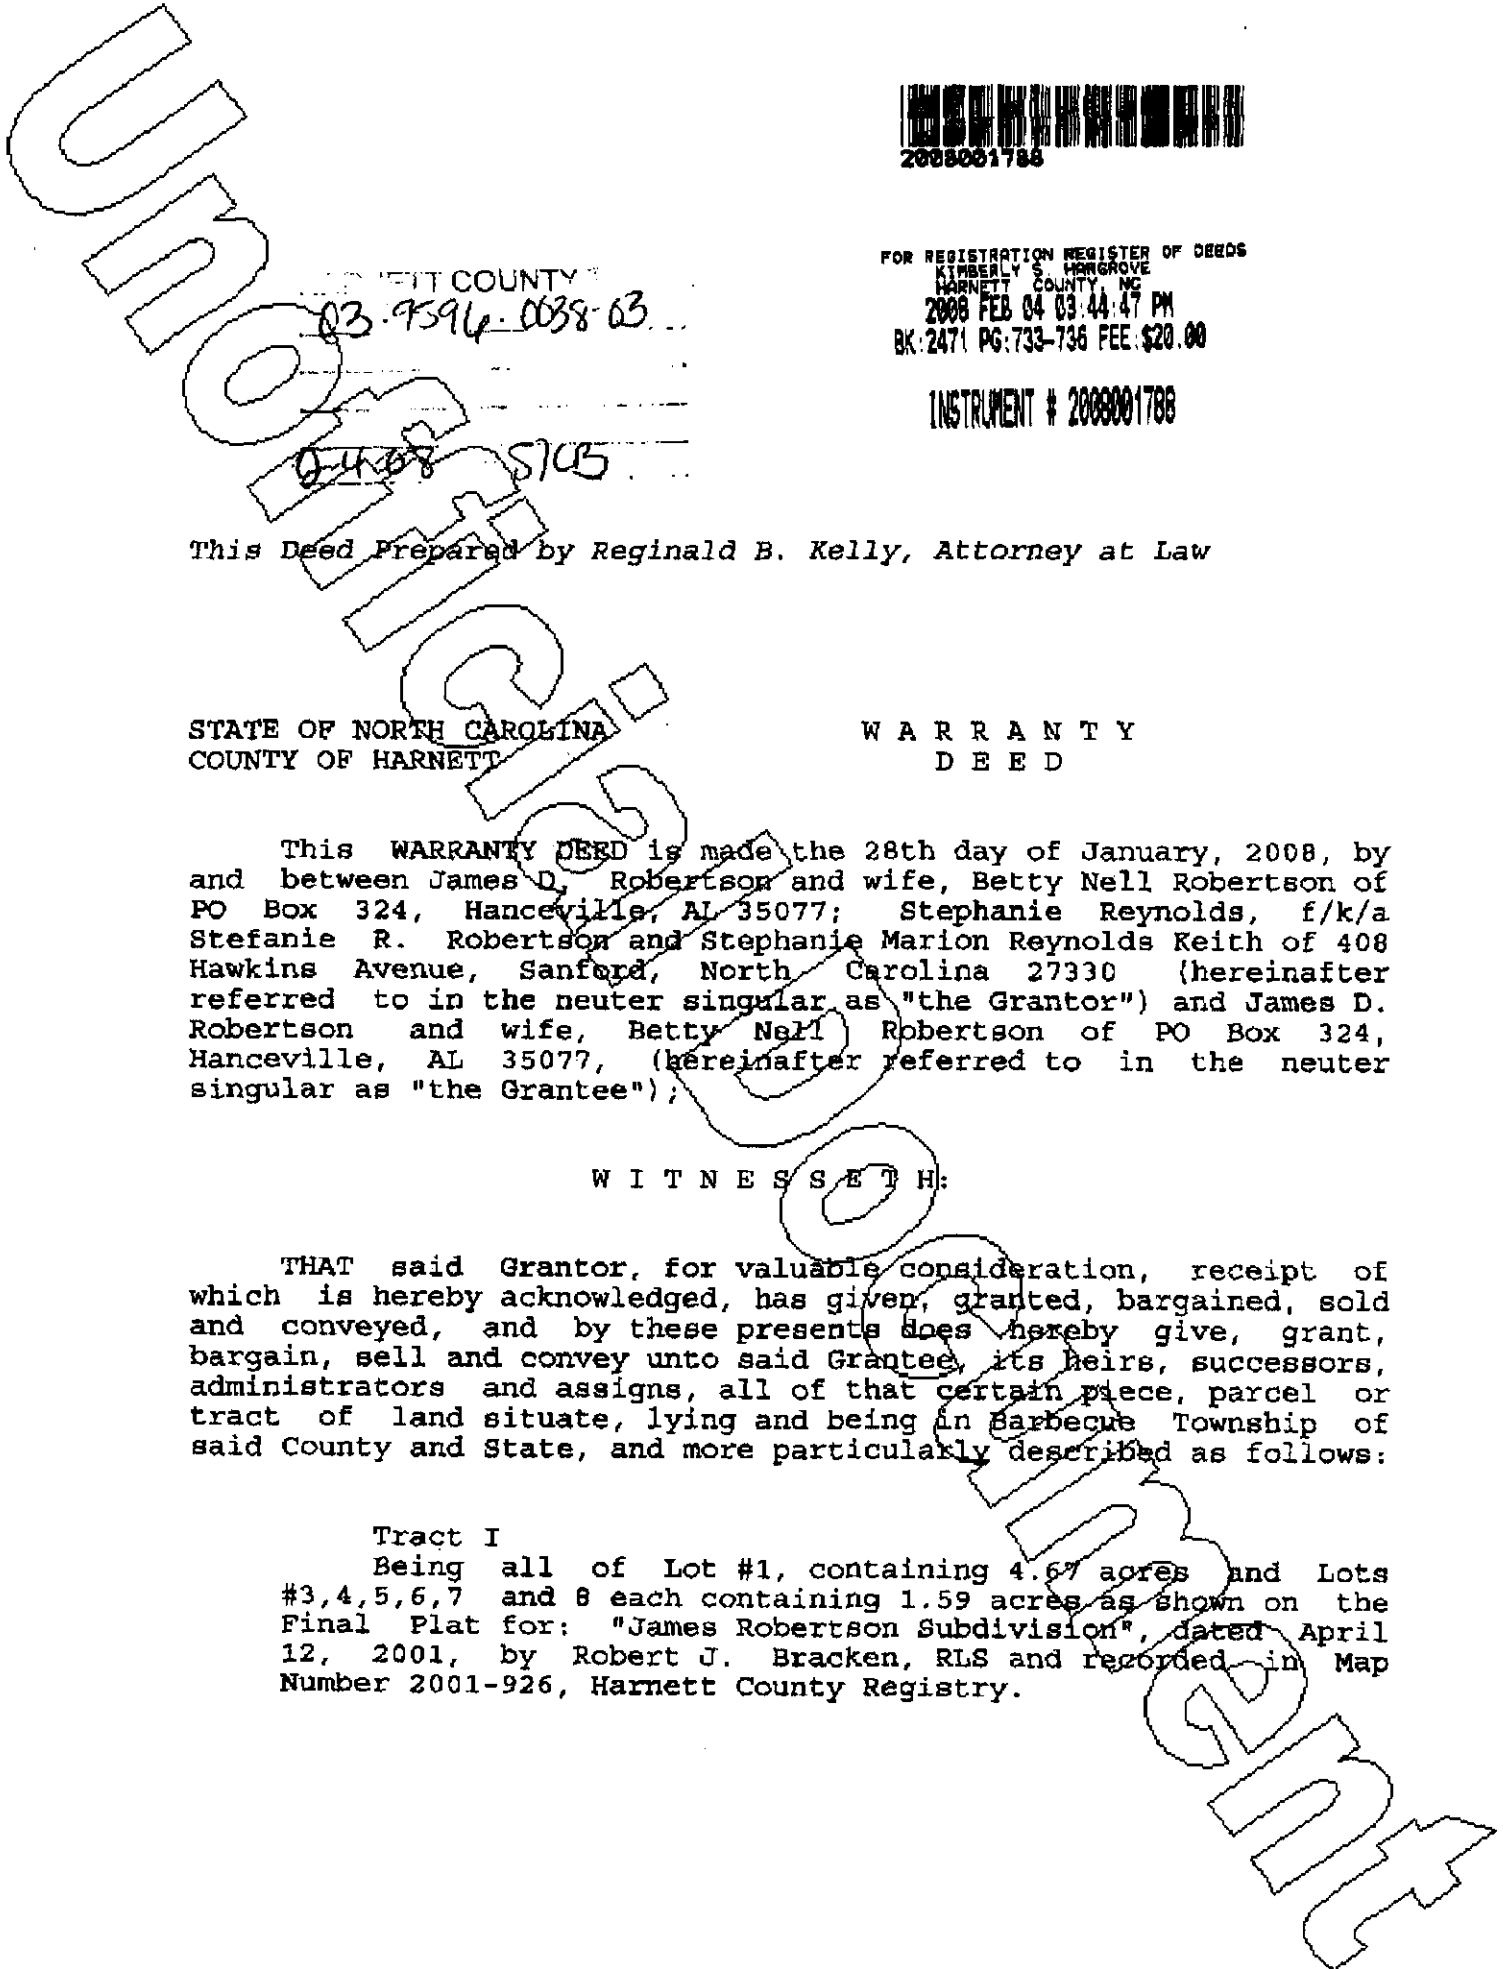 2008001788
FOR REGISTRATION REGISTER OF DEEDS
KIMBERLY S. HARGROVE
HARNETT COUNTY, NC
2008 FEB 04 03:44:47 PM
BK:2471 PG:733-736 FEE:$20.00
INSTRUMENT # 2008001788
COUNTY
03-9596-0038-03
2-4-08
This Deed Prepared by Reginald B. Kelly, Attorney at Law
STATE OF NORTH CAROLINA W A R R A N T Y
COUNTY OF HARNETT D E E D
This WARRANTY DEED is made the 28th day of January, 2008, by
and between James D. Robertson and wife, Betty Nell Robertson of
PO Box 324, Hanceville, AL 35077; Stephanie Reynolds, f/k/a
Stefanie R. Robertson and Stephanie Marion Reynolds Keith of 408
Hawkins Avenue, Sanford, North Carolina 27330 (hereinafter
referred to in the neuter singular as "the Grantor") and James D.
Robertson and wife, Betty Nell Robertson of PO Box 324,
Hanceville, AL 35077, (hereinafter referred to in the neuter
singular as "the Grantee");
W I T N E S S E T H:
THAT said Grantor, for valuable consideration, receipt of
which is hereby acknowledged, has given, granted, bargained, sold
and conveyed, and by these presents does hereby give, grant,
bargain, sell and convey unto said Grantee, its heirs, successors,
administrators and assigns, all of that certain piece, parcel or
tract of land situate, lying and being in Barbecue Township of
said County and State, and more particularly described as follows:
Tract I
Being all of Lot #1, containing 4.67 acres and Lots
#3,4,5,6,7 and 8 each containing 1.59 acres as shown on the
Final Plat for: "James Robertson Subdivision", dated April
12, 2001, by Robert J. Bracken, RLS and recorded in Map
Number 2001-926, Harnett County Registry.
Unofficial Document